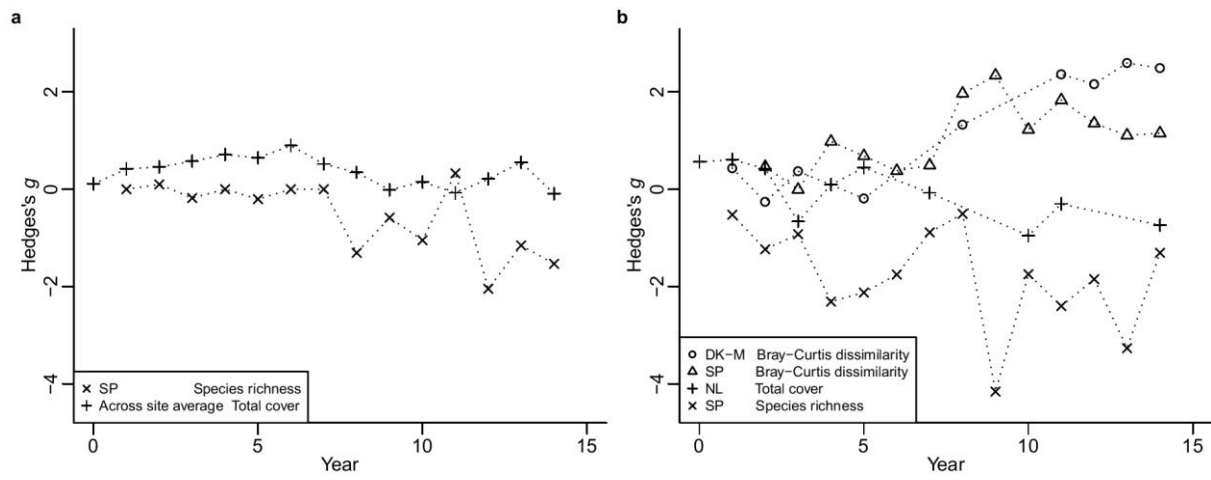 a
2
0
−2
−4
Hedges's g
× SP Species richness
+ Across site average Total cover
0 5 10 15
Year
b
2
0
−2
−4
Hedges's g
DK−M Bray−Curtis dissimilarity
SP Bray−Curtis dissimilarity
NL Total cover
SP Species richness
0 5 10 15
Year